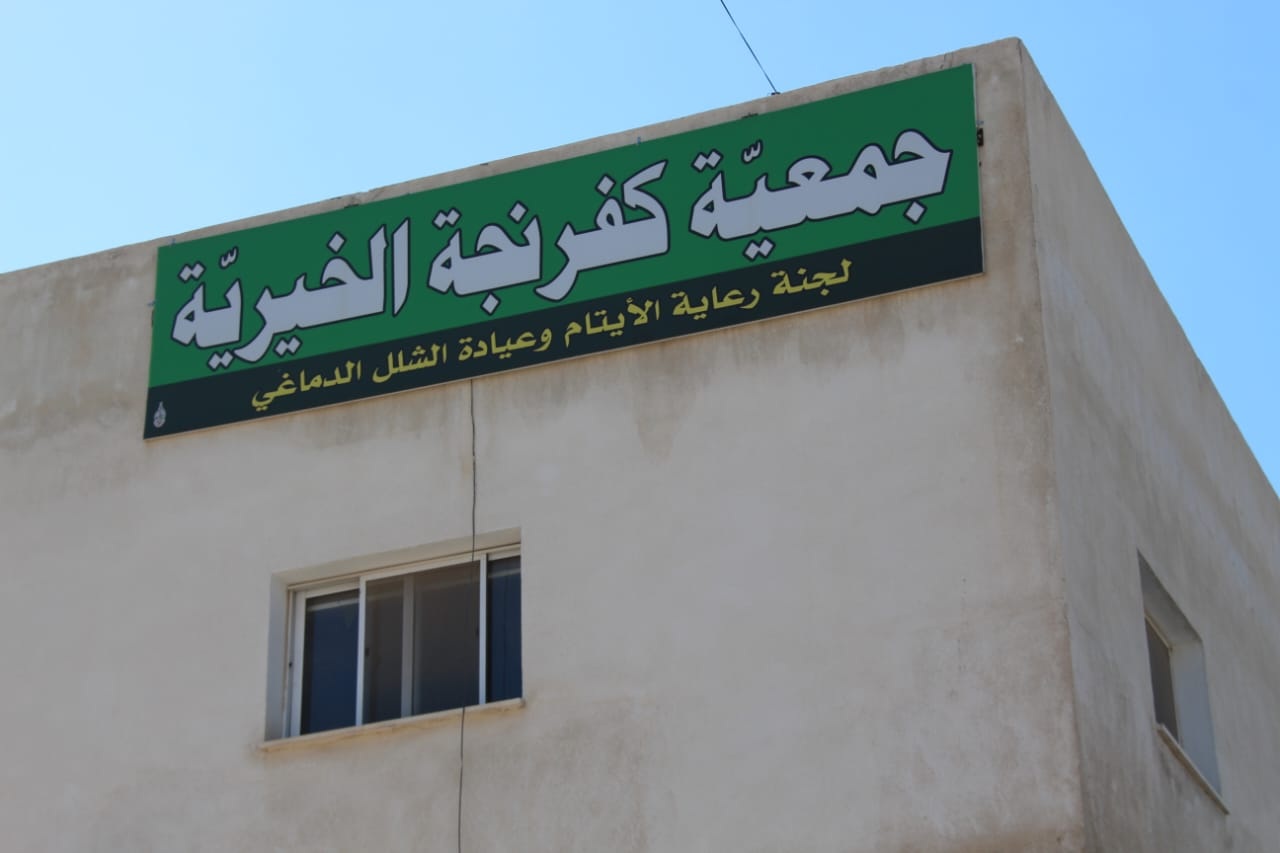 جمعيّة كفرنجة الخيريّة
لجنة رعاية الأيتام وعيادة الشلل الدماغي